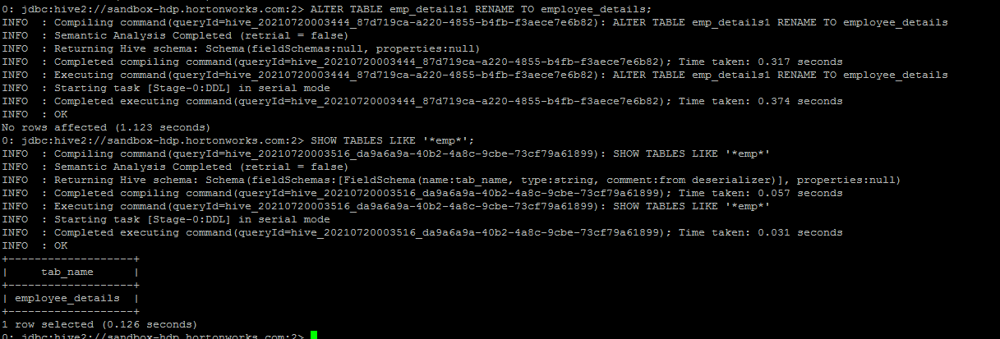 0: jdbc:hive2://sandbox-hdp.hortonworks.com:2> ALTER TABLE emp_details1 RENAME TO employee_details;
INFO  : Compiling command(queryId=hive_20210720003444_87d719ca-a220-4855-b4fb-f3aece7e6b82): ALTER TABLE emp_details1 RENAME TO employee_details
INFO  : Semantic Analysis Completed (retrial = false)
INFO  : Returning Hive schema: Schema(fieldSchemas:null, properties:null)
INFO  : Completed compiling command(queryId=hive_20210720003444_87d719ca-a220-4855-b4fb-f3aece7e6b82); Time taken: 0.317 seconds
INFO  : Executing command(queryId=hive_20210720003444_87d719ca-a220-4855-b4fb-f3aece7e6b82): ALTER TABLE emp_details1 RENAME TO employee_details
INFO  : Starting task [Stage-0:DDL] in serial mode
INFO  : Completed executing command(queryId=hive_20210720003444_87d719ca-a220-4855-b4fb-f3aece7e6b82); Time taken: 0.374 seconds
INFO  : OK
No rows affected (1.123 seconds)
0: jdbc:hive2://sandbox-hdp.hortonworks.com:2> SHOW TABLES LIKE '*emp*';
INFO  : Compiling command(queryId=hive_20210720003516_da9a6a9a-40b2-4a8c-9cbe-73cf79a61899): SHOW TABLES LIKE '*emp*'
INFO  : Semantic Analysis Completed (retrial = false)
INFO  : Returning Hive schema: Schema(fieldSchemas:[FieldSchema(name:tab_name, type:string, comment:from deserializer)], properties:null)
INFO  : Completed compiling command(queryId=hive_20210720003516_da9a6a9a-40b2-4a8c-9cbe-73cf79a61899); Time taken: 0.057 seconds
INFO  : Executing command(queryId=hive_20210720003516_da9a6a9a-40b2-4a8c-9cbe-73cf79a61899): SHOW TABLES LIKE '*emp*'
INFO  : Starting task [Stage-0:DDL] in serial mode
INFO  : Completed executing command(queryId=hive_20210720003516_da9a6a9a-40b2-4a8c-9cbe-73cf79a61899); Time taken: 0.031 seconds
INFO  : OK
+-------------------+
|     tab_name      |
+-------------------+
| employee_details  |
+-------------------+
1 row selected (0.126 seconds)
0: jdbc:hive2://sandbox-hdp.hortonworks.com:2>